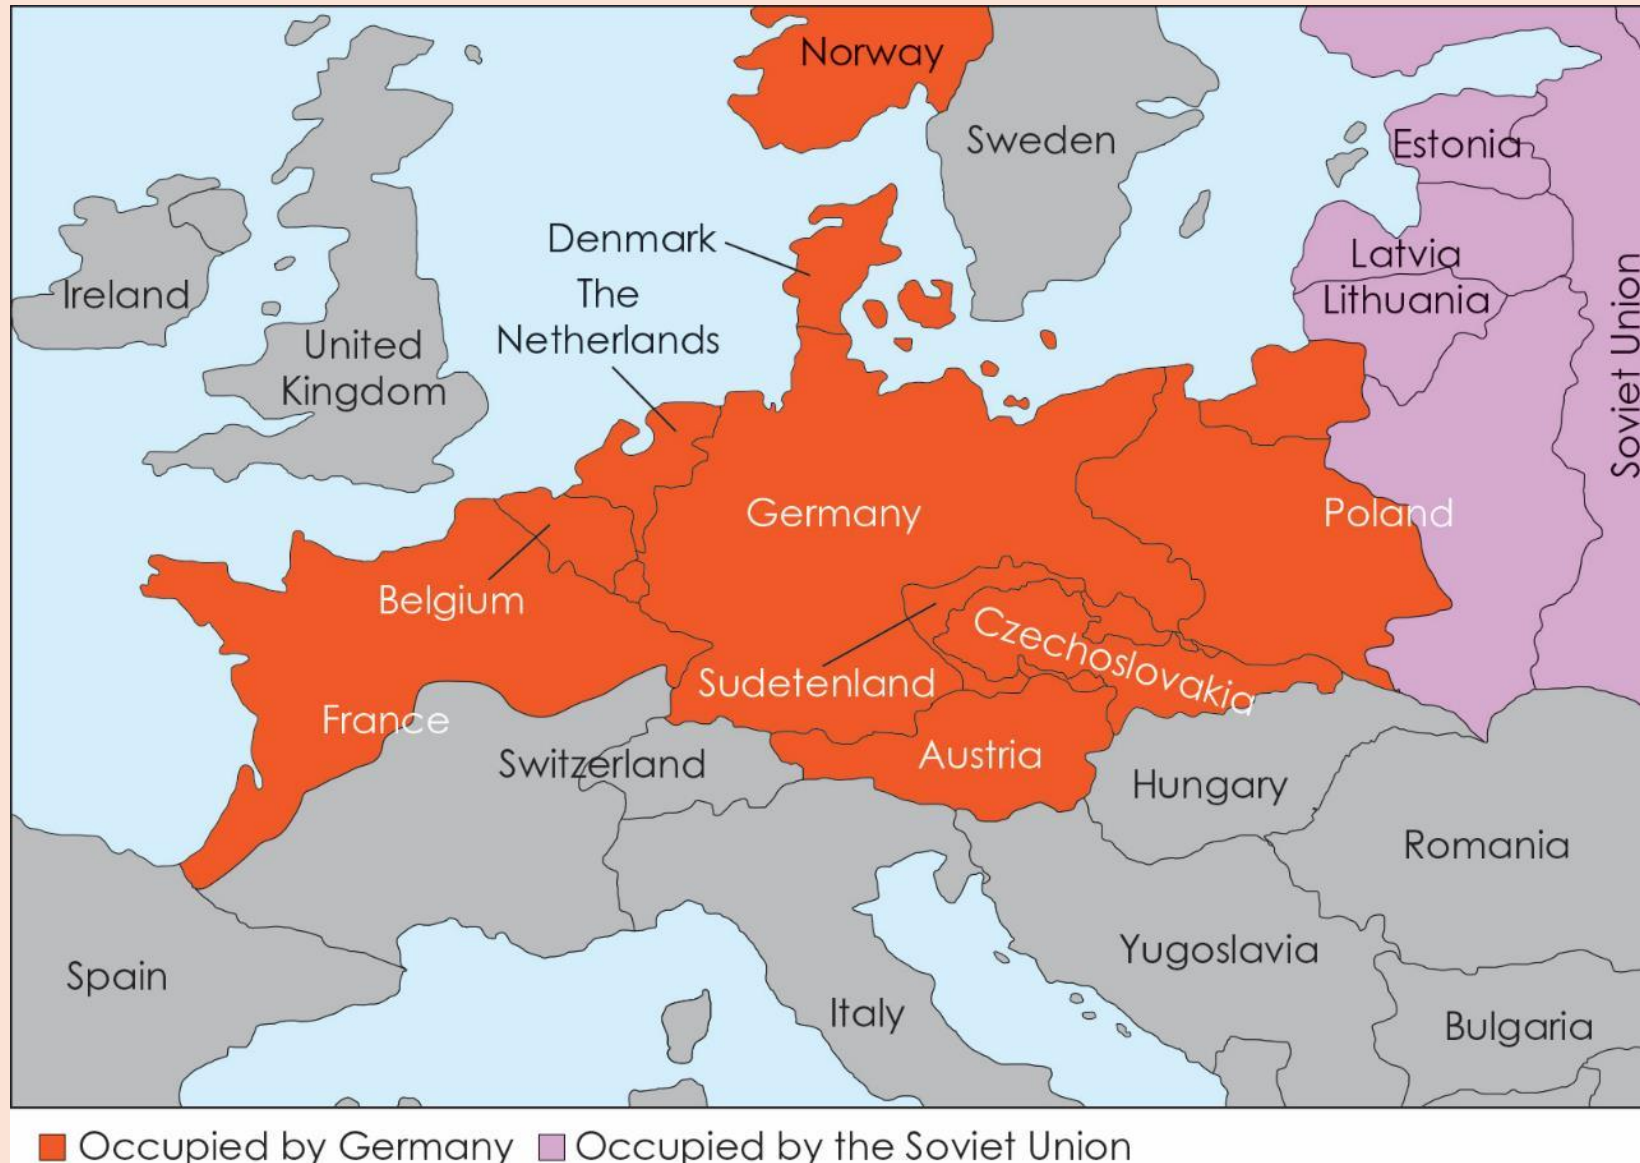 Norway
Sweden
Estonia
Denmark
Latvia
The
Netherlands
Ireland
Lithuania
United
Kingdom
Soviet Union
Germany
Poland
Belgium
Czechoslovakia
Sudetenland
France
Switzerland
Austria
Hungary
Romania
Yugoslavia
Spain
Italy
Bulgaria
Occupied by Germany
Occupied by the Soviet Union